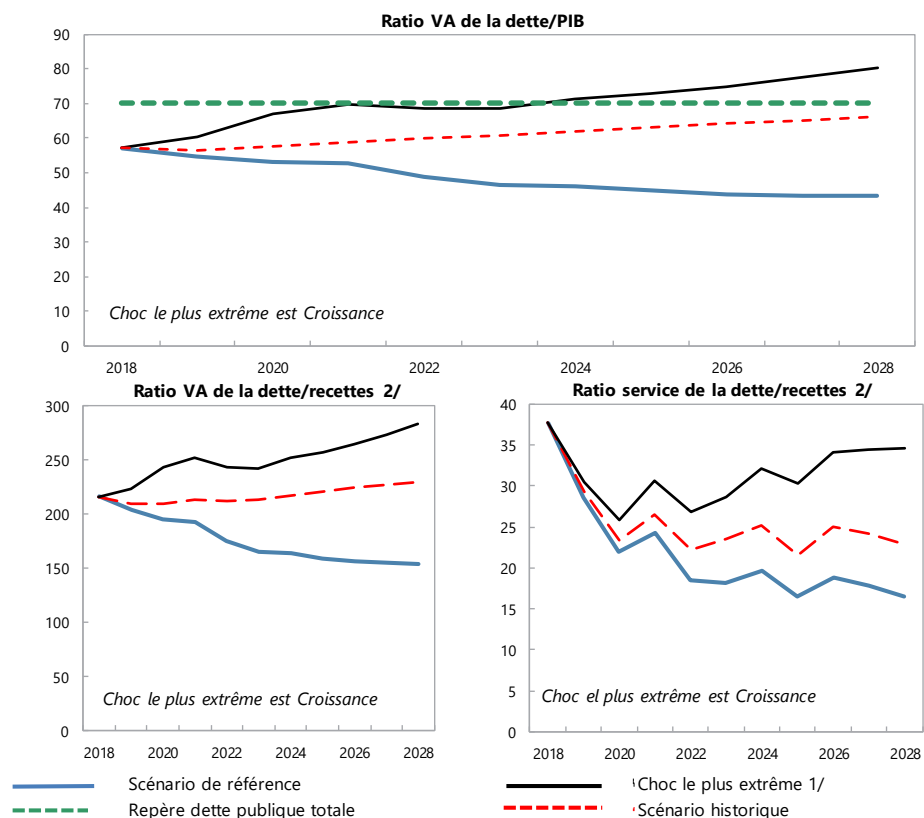 Ratio VA de la dette/PIB
90
80
70
60
50
40
30
20
10
0
Choc le plus extrême est Croissance
2018 2020 2022 2024 2026 2028
Ratio VA de la dette/recettes 2/
300
250
200
150
100
50
0
Choc le plus extrême est Croissance
2018 2020 2022 2024 2026 2028
Ratio service de la dette/recettes 2/
40
35
30
25
20
15
10
5
0
Choc el plus extrême est Croissance
2018 2020 2022 2024 2026 2028
Scénario de référence
Choc le plus extrême 1/
Repère dette publique totale
Scénario historique